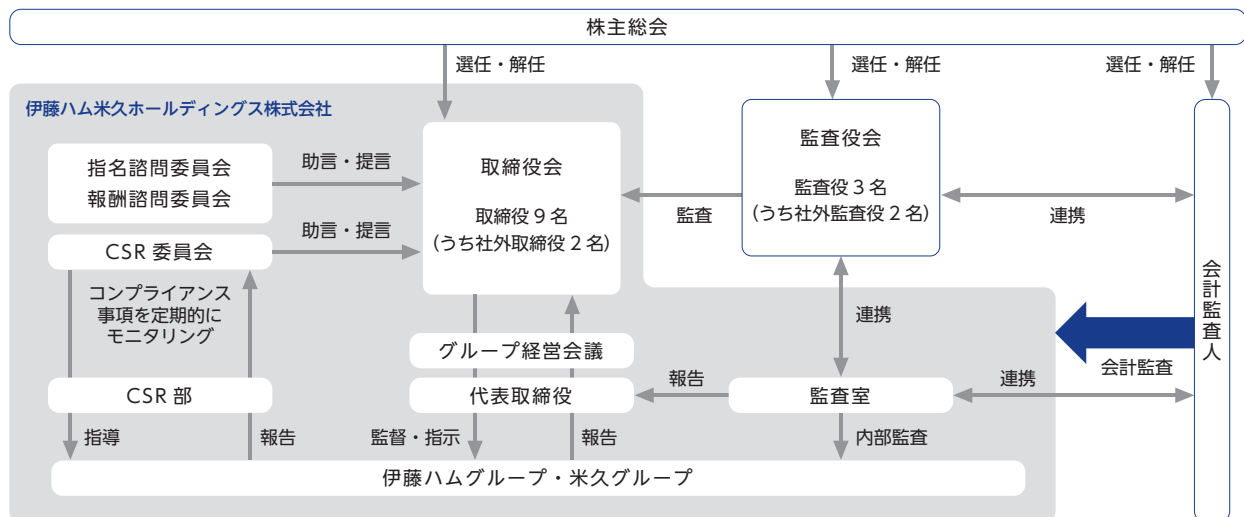 株主総会
選任・解任
選任・解任
選任・解任
伊藤ハム米久ホールディングス株式会社
指名諮問委員会
報酬諮問委員会
助言・提言
取締役会
取締役 9 名
(うち社外取締役 2 名)
監査役会
監査役 3 名
(うち社外監査役 2 名)
監査
連携
CSR 委員会
助言・提言
コンプライアンス
事項を定期的に
モニタリング
連携
会計監査人
会計監査
グループ経営会議
CSR 部
代表取締役
報告
監査室
連携
指導
報告
監督・指示
報告
内部監査
伊藤ハムグループ・米久グループ